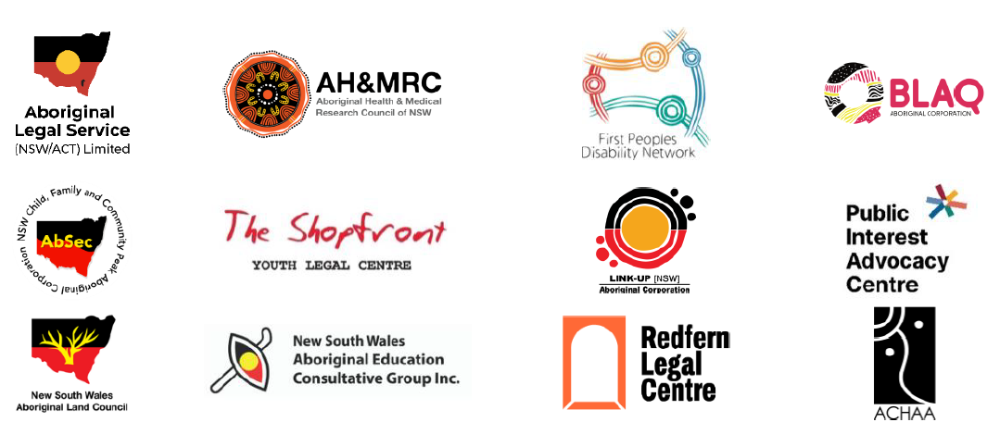 Aboriginal
Legal Service
(NSW/ACT) Limited
AH&MRC
Aboriginal Health & Medical
Research Council of NSW
First Peoples
Disability Network
BLAQ
ABORIGINAL CORPORATION
NSW Child, Family and Community Peak Aboriginal Corporation
AbSec
The Shopfront
YOUTH LEGAL CENTRE
LINK-UP [NSW]
Aboriginal Corporation
Public
Interest
Advocacy
Centre
New South Wales
Aboriginal Land Council
New South Wales
Aboriginal Education
Consultative Group Inc.
Redfern
Legal
Centre
ACHAA